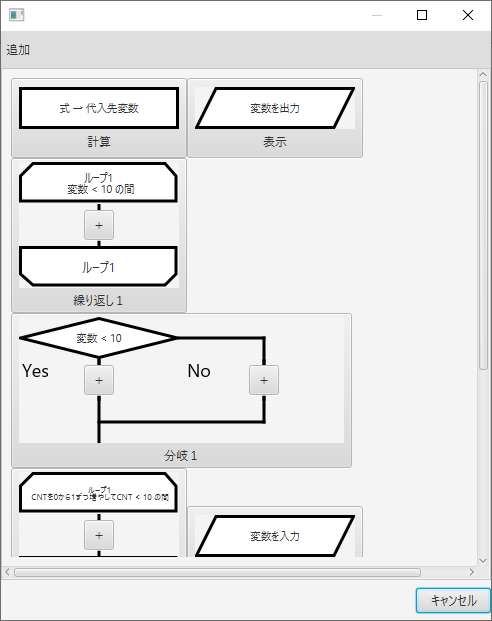 追加
式 → 代入先変数
計算
変数を出力
表示
ループ1
変数 < 10 の間
+
ループ1
繰り返し 1
変数 < 10
Yes
No
+
+
分岐 1
ループ1
CNTを0から1ずつ増やしてCNT < 10 の間
+
変数を入力
キャンセル